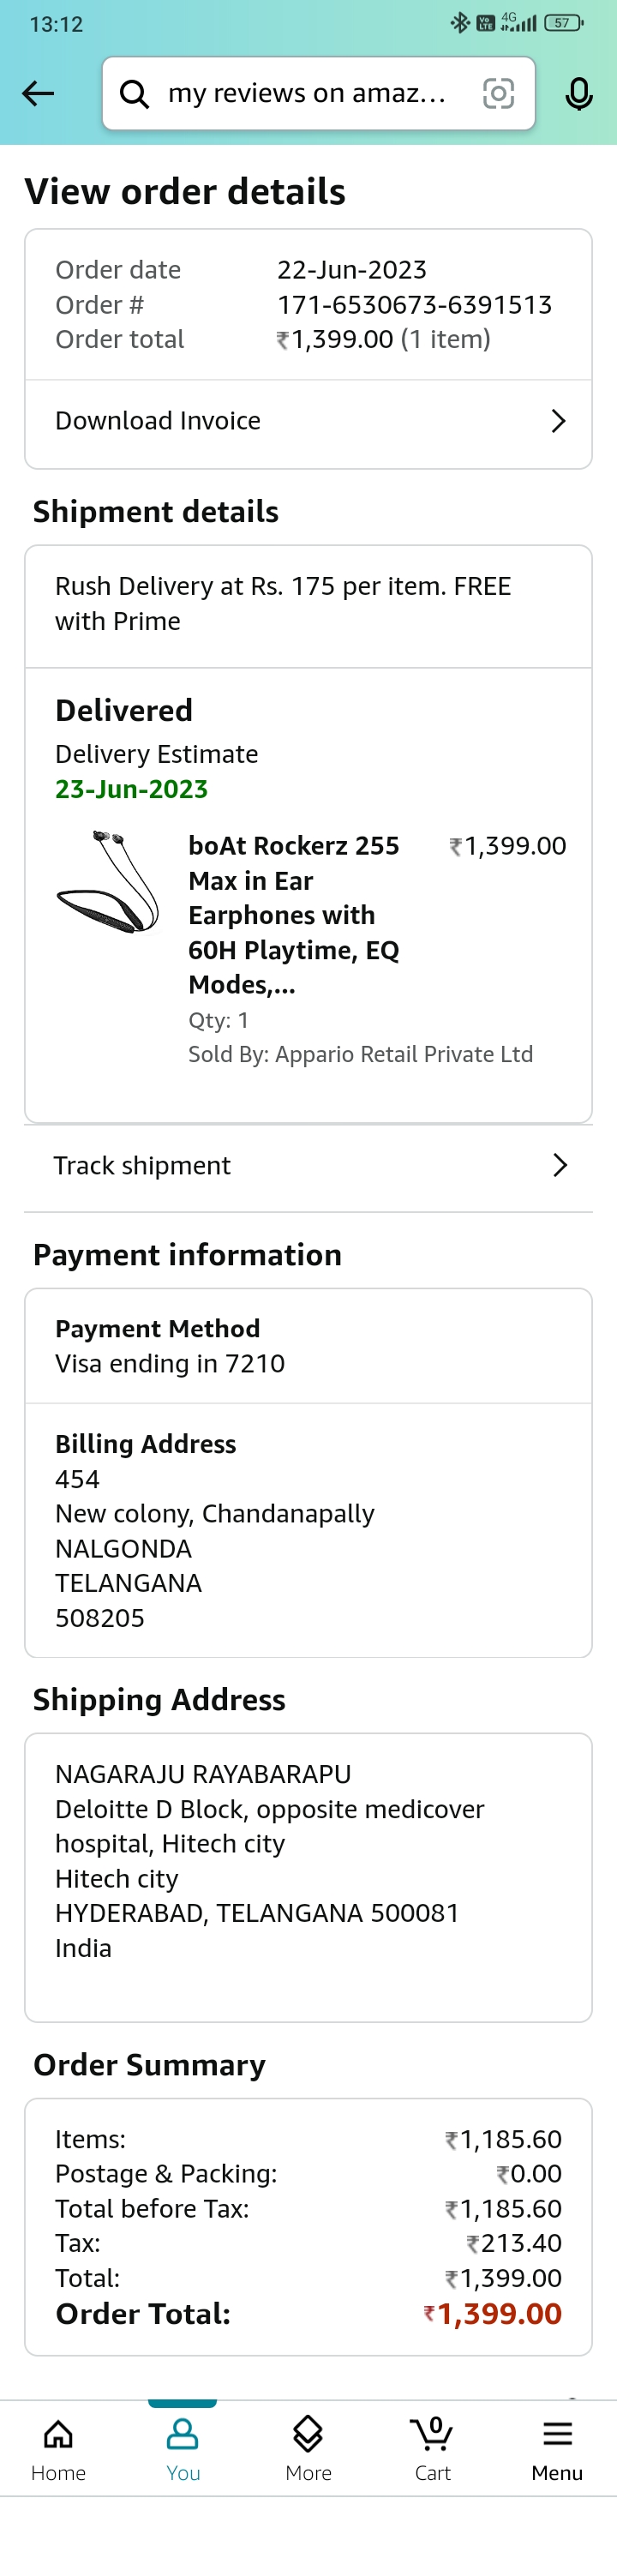 13:12
Vo LTE 4G 57
my reviews on amaz...
View order details
Order date 22-Jun-2023
Order # 171-6530673-6391513
Order total ₹1,399.00 (1 item)
Download Invoice
Shipment details
Rush Delivery at Rs. 175 per item. FREE
with Prime
Delivered
Delivery Estimate
23-Jun-2023
boAt Rockerz 255 ₹1,399.00
Max in Ear
Earphones with
60H Playtime, EQ
Modes,...
Qty: 1
Sold By: Appario Retail Private Ltd
Track shipment
Payment information
Payment Method
Visa ending in 7210
Billing Address
454
New colony, Chandanapally
NALGONDA
TELANGANA
508205
Shipping Address
NAGARAJU RAYABARAPU
Deloitte D Block, opposite medicover
hospital, Hitech city
Hitech city
HYDERABAD, TELANGANA 500081
India
Order Summary
Items: ₹1,185.60
Postage & Packing: ₹0.00
Total before Tax: ₹1,185.60
Tax: ₹213.40
Total: ₹1,399.00
Order Total: ₹1,399.00
0
Home You More Cart Menu